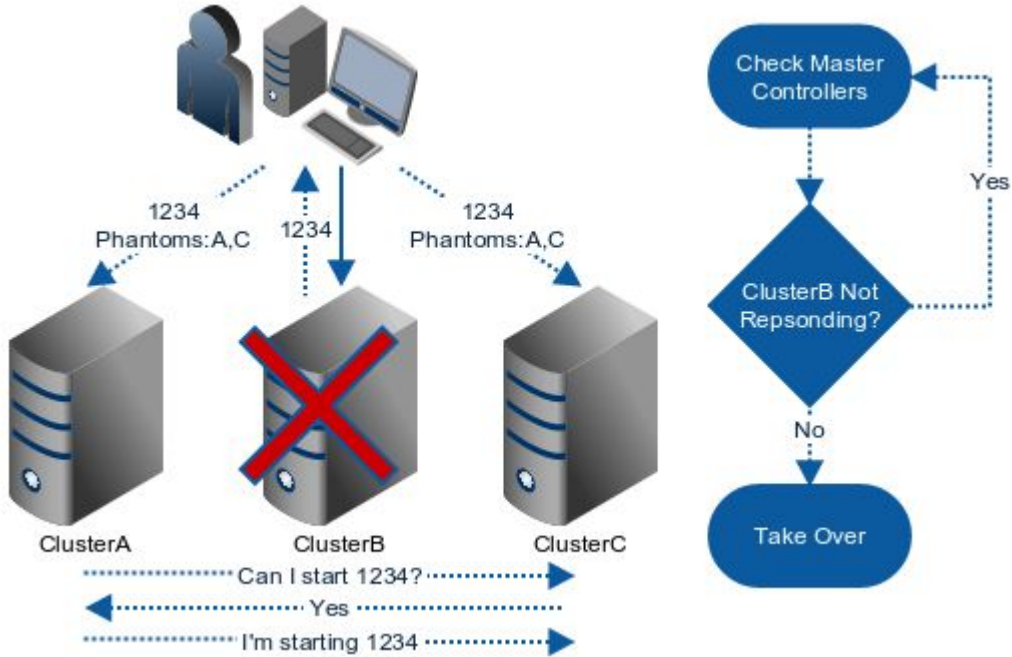 1234
Phantoms:A,C
1234
1234
Phantoms:A,C
ClusterA
ClusterB
ClusterC
Can I start 1234?
Yes
I'm starting 1234
Check Master
Controllers
Yes
ClusterB Not
Repsonding?
No
Take Over